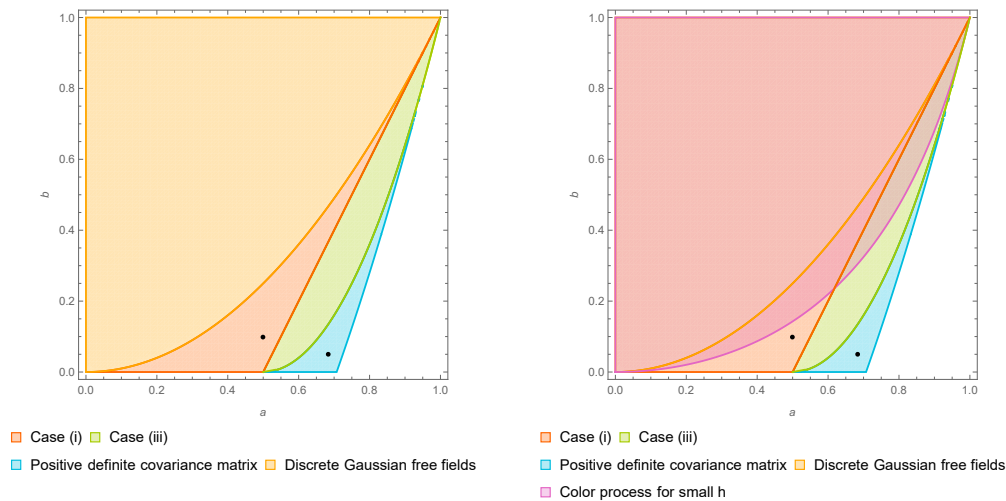 1.0
0.8
0.6
b
0.4
0.2
0.0
0.0 0.2 0.4 0.6 0.8 1.0
a
Case (i) Case (iii)
Positive definite covariance matrix Discrete Gaussian free fields
1.0
0.8
0.6
b
0.4
0.2
0.0
0.0 0.2 0.4 0.6 0.8 1.0
a
Case (i) Case (iii)
Positive definite covariance matrix Discrete Gaussian free fields
Color process for small h